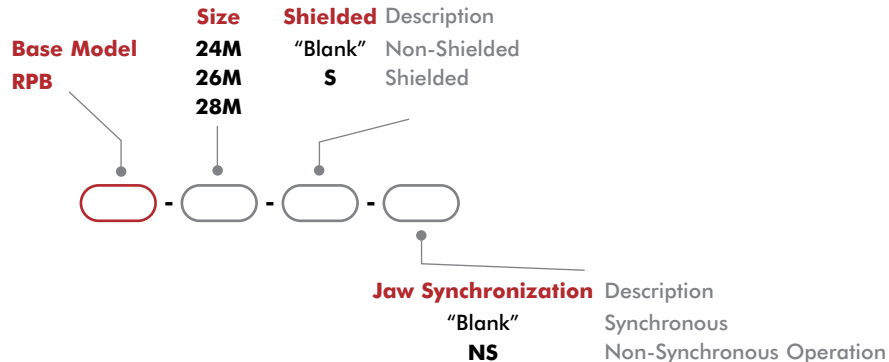 Size Shielded Description
Base Model 24M “Blank” Non-Shielded
RPB 26M S Shielded
28M
- - -
Jaw Synchronization Description
“Blank” Synchronous
NS Non-Synchronous Operation